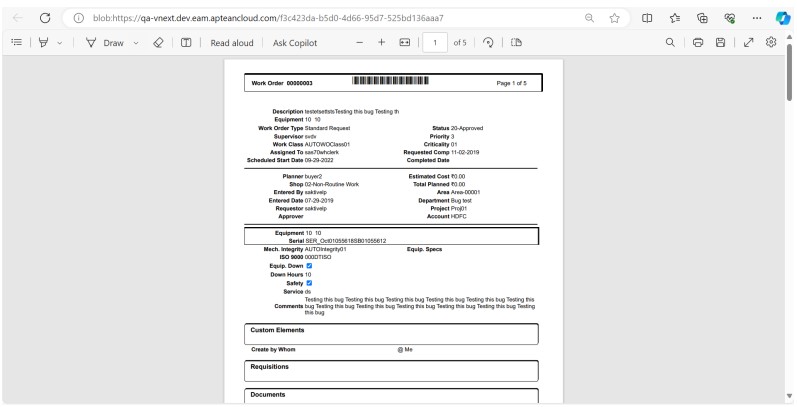 blob:https://qa-vnext.dev.eam.apteancloud.com/f3c423da-b5d0-4d66-95d7-525bd136aaa7
Draw
Read aloud
Ask Copilot
1 of 5
Work Order 00000003
Page 1 of 5
Description testetsettstsTesting this bug Testing th
Equipment 10 10
Work Order Type Standard Request Status 20-Approved
Supervisor svdv Priority 3
Work Class AUTOWOClass01 Criticality 01
Assigned To sas70whclerk Requested Comp 11-02-2019
Scheduled Start Date 09-29-2022 Completed Date
Planner buyer2 Estimated Cost ₹0.00
Shop 02-Non-Routine Work Total Planned ₹0.00
Entered By saktivelp Area Area-00001
Entered Date 07-29-2019 Department Bug test
Requestor saktivelp Project Proj01
Approver Account HDFC
Equipment 10 10
Serial SER_Oct01055618SB01055612
Mech. Integrity AUTOIntegrity01 Equip. Specs
ISO 9000 000DTISO
Equip. Down
Down Hours 10
Safety
Service ds
Testing this bug Testing this bug Testing this bug Testing this bug Testing this bug Testing this
Comments bug Testing this bug Testing this bug Testing this bug Testing this bug Testing this bug Testing
this bug
Custom Elements
Create by Whom @ Me
Requisitions
Documents